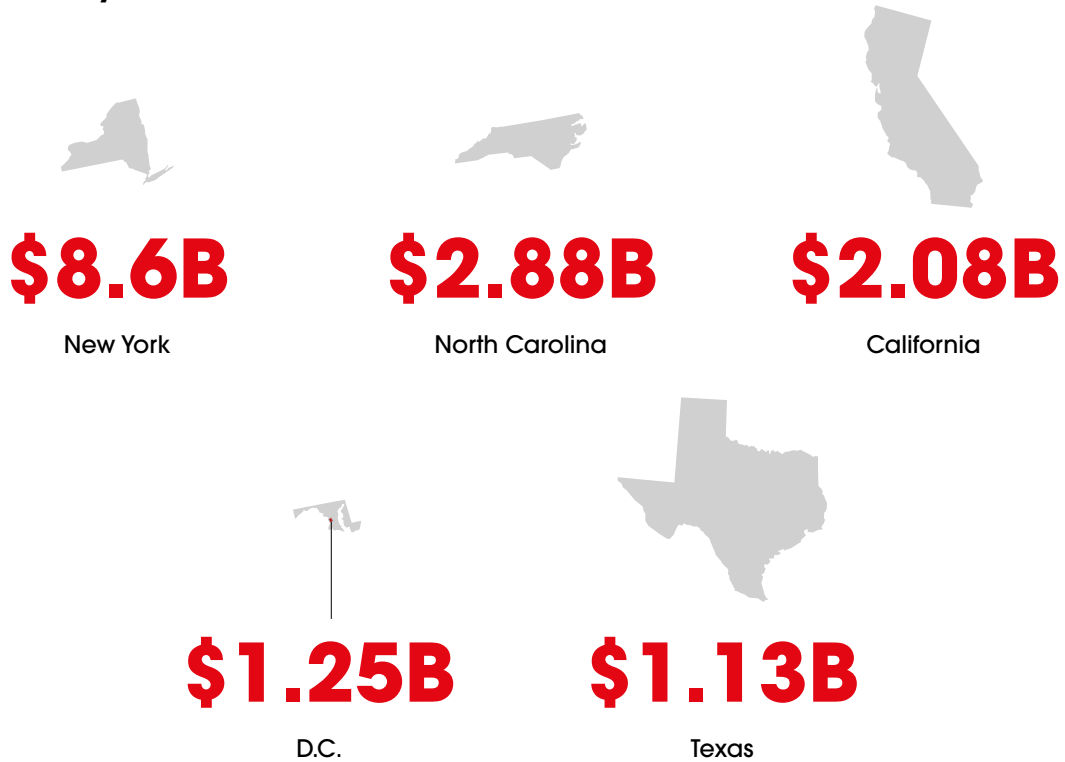 $8.6B
New York
$2.88B
North Carolina
$2.08B
California
$1.25B
D.C.
$1.13B
Texas